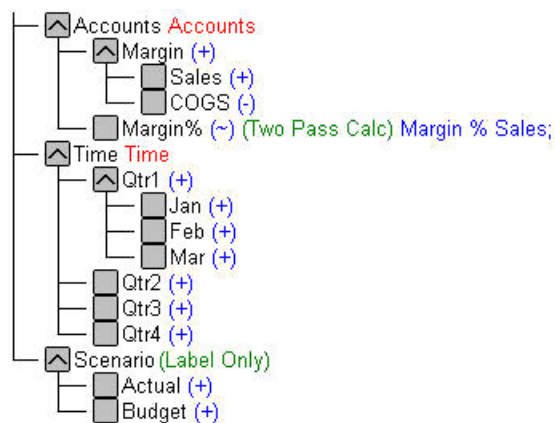 Accounts Accounts
Margin (+)
Sales (+)
COGS (-)
Margin% (~) (Two Pass Calc) Margin % Sales;
Time Time
Qtr1 (+)
Jan (+)
Feb (+)
Mar (+)
Qtr2 (+)
Qtr3 (+)
Qtr4 (+)
Scenario (Label Only)
Actual (+)
Budget (+)